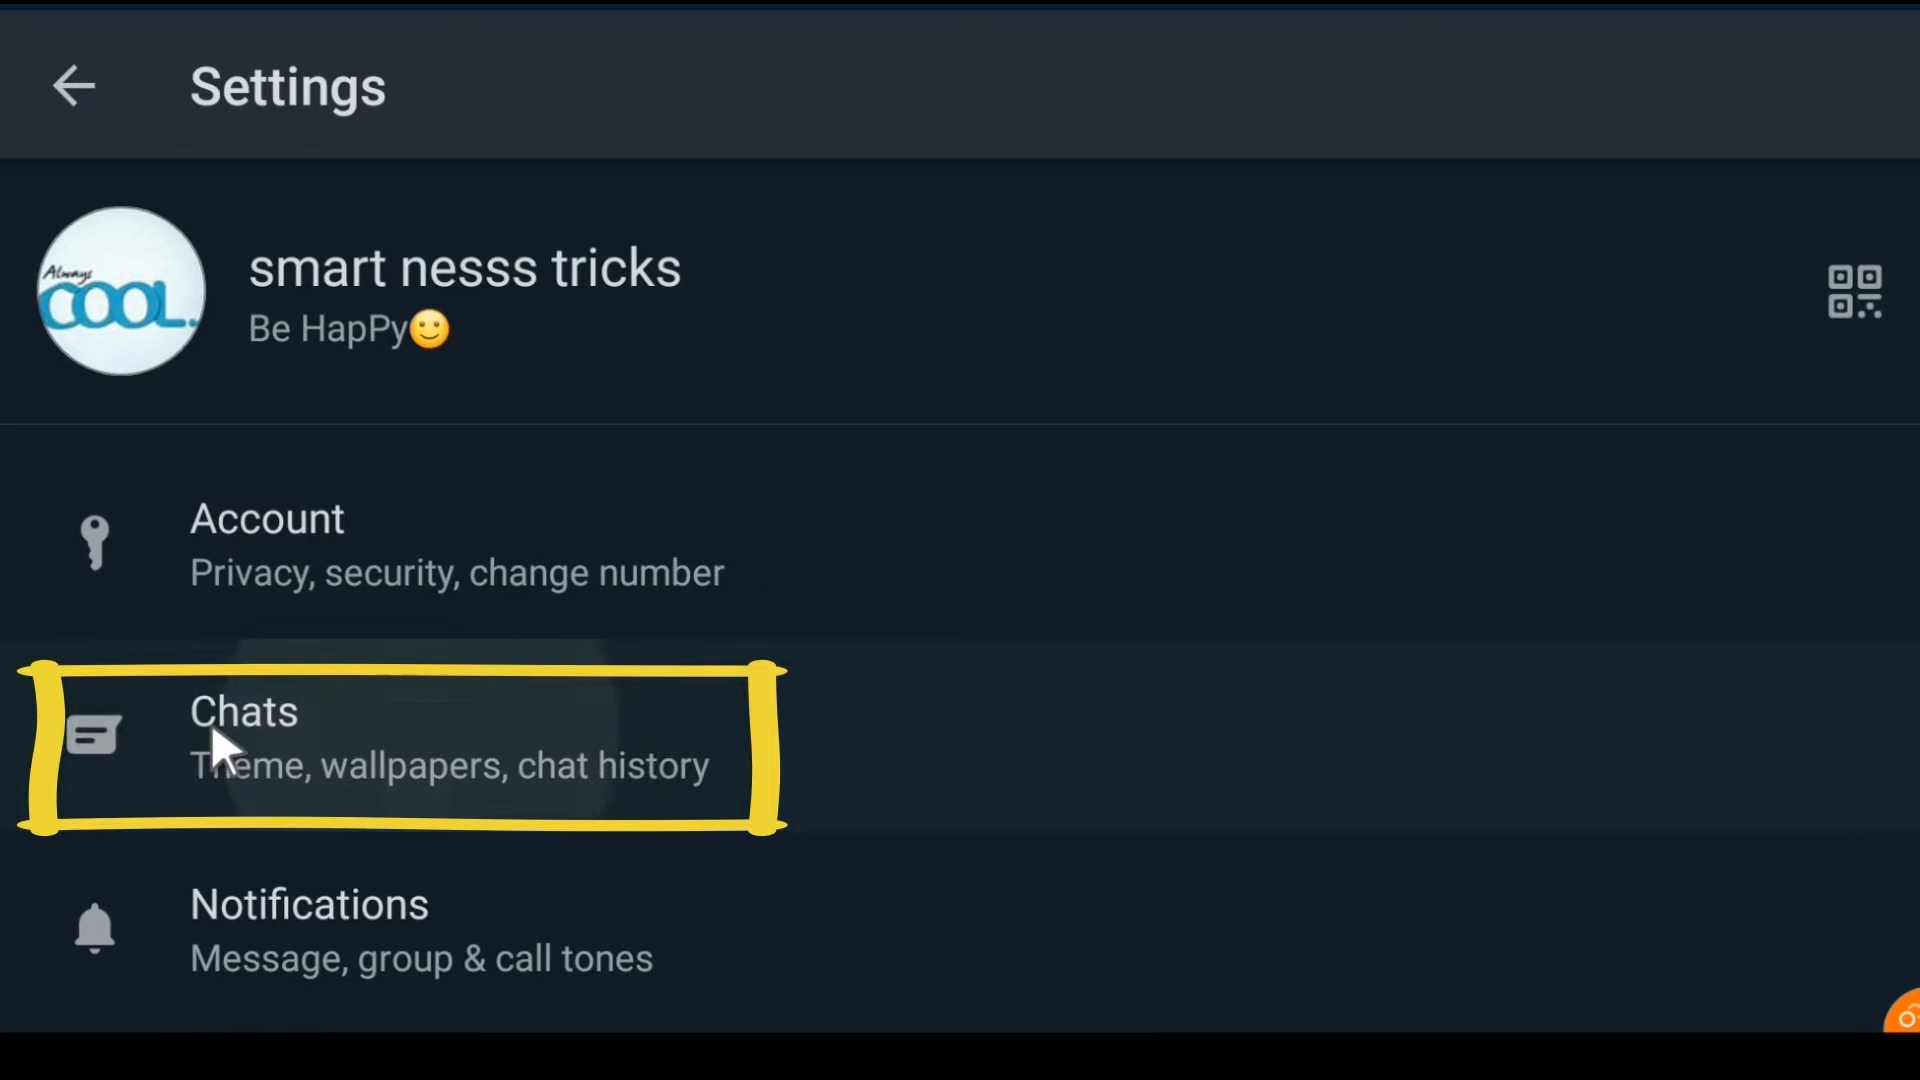 Settings
Always
COOL.
smart nesss tricks
Be HapPy🙂
Account
Privacy, security, change number
Chats
Theme, wallpapers, chat history
Notifications
Message, group & call tones